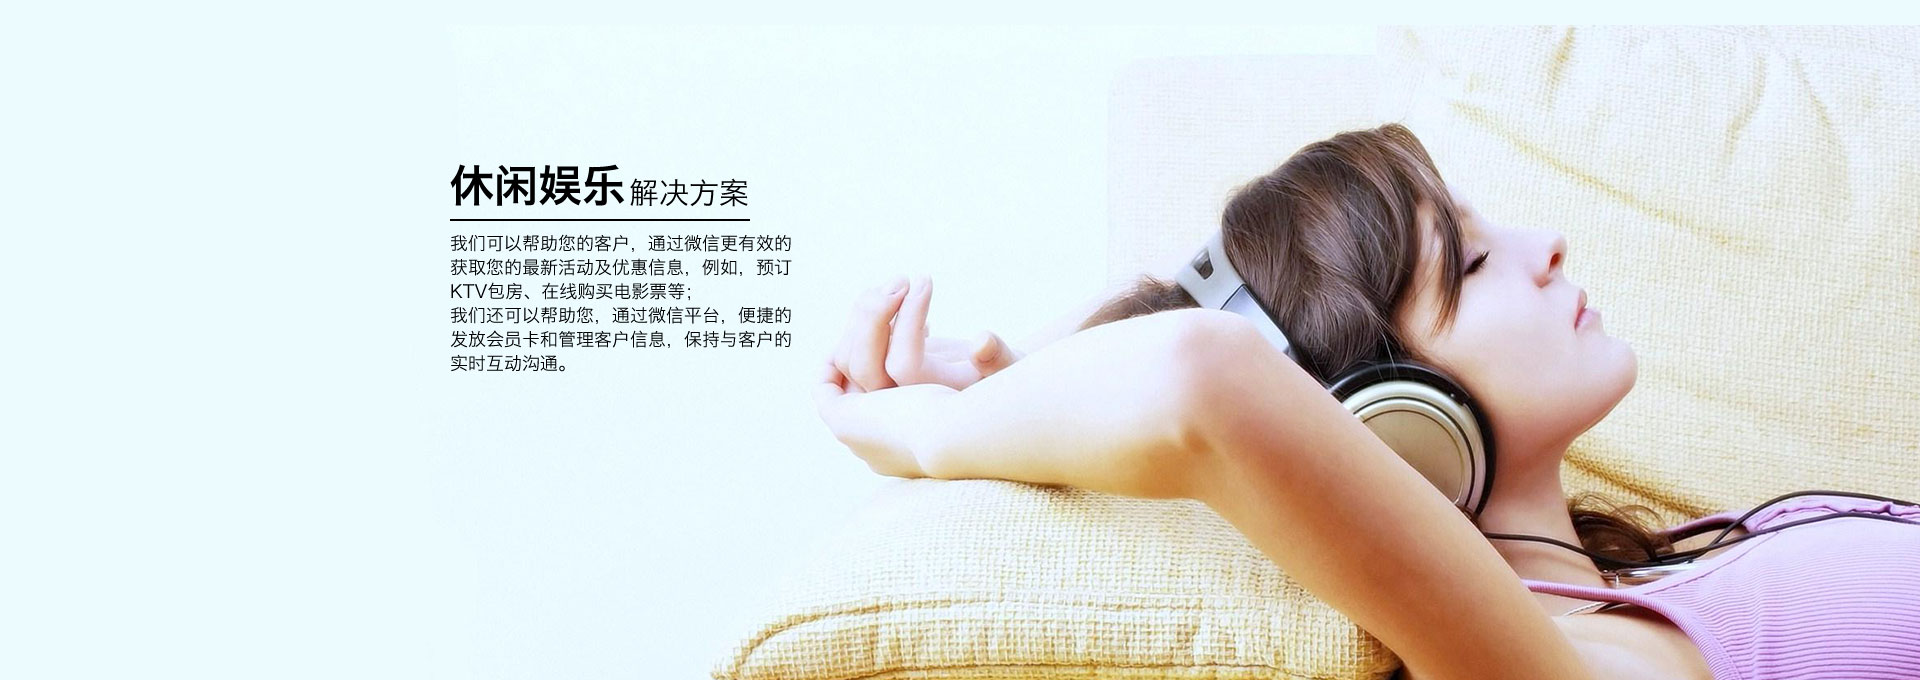 休闲娱乐解决方案
我们可以帮助您的客户，通过微信更有效的
获取您的最新活动及优惠信息，例如，预订
KTV包房、在线购买电影票等；
我们还可以帮助您，通过微信平台，便捷的
发放会员卡和管理客户信息，保持与客户的
实时互动沟通。